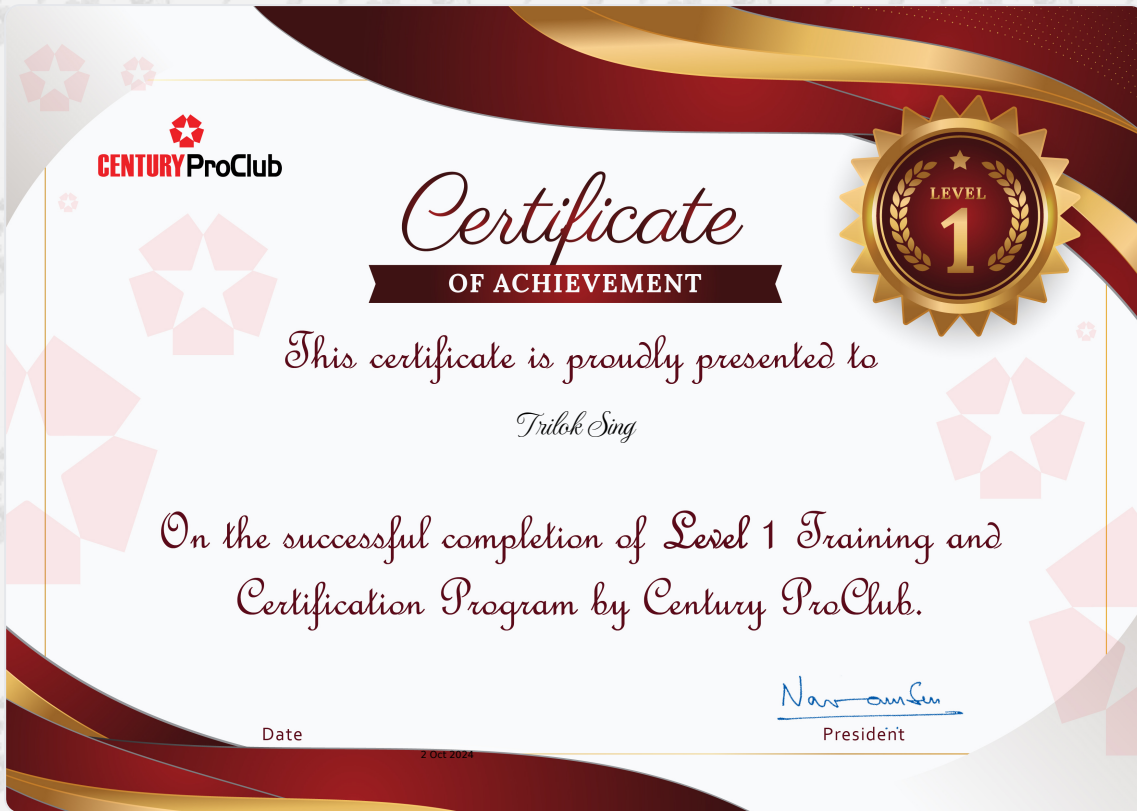 CENTURY ProClub
LEVEL
1
Certificate
OF ACHIEVEMENT
This certificate is proudly presented to
Trilok Sing
On the successful completion of Level 1 Training and
Certification Program by Century ProClub.
Date
President
2 Oct 2024